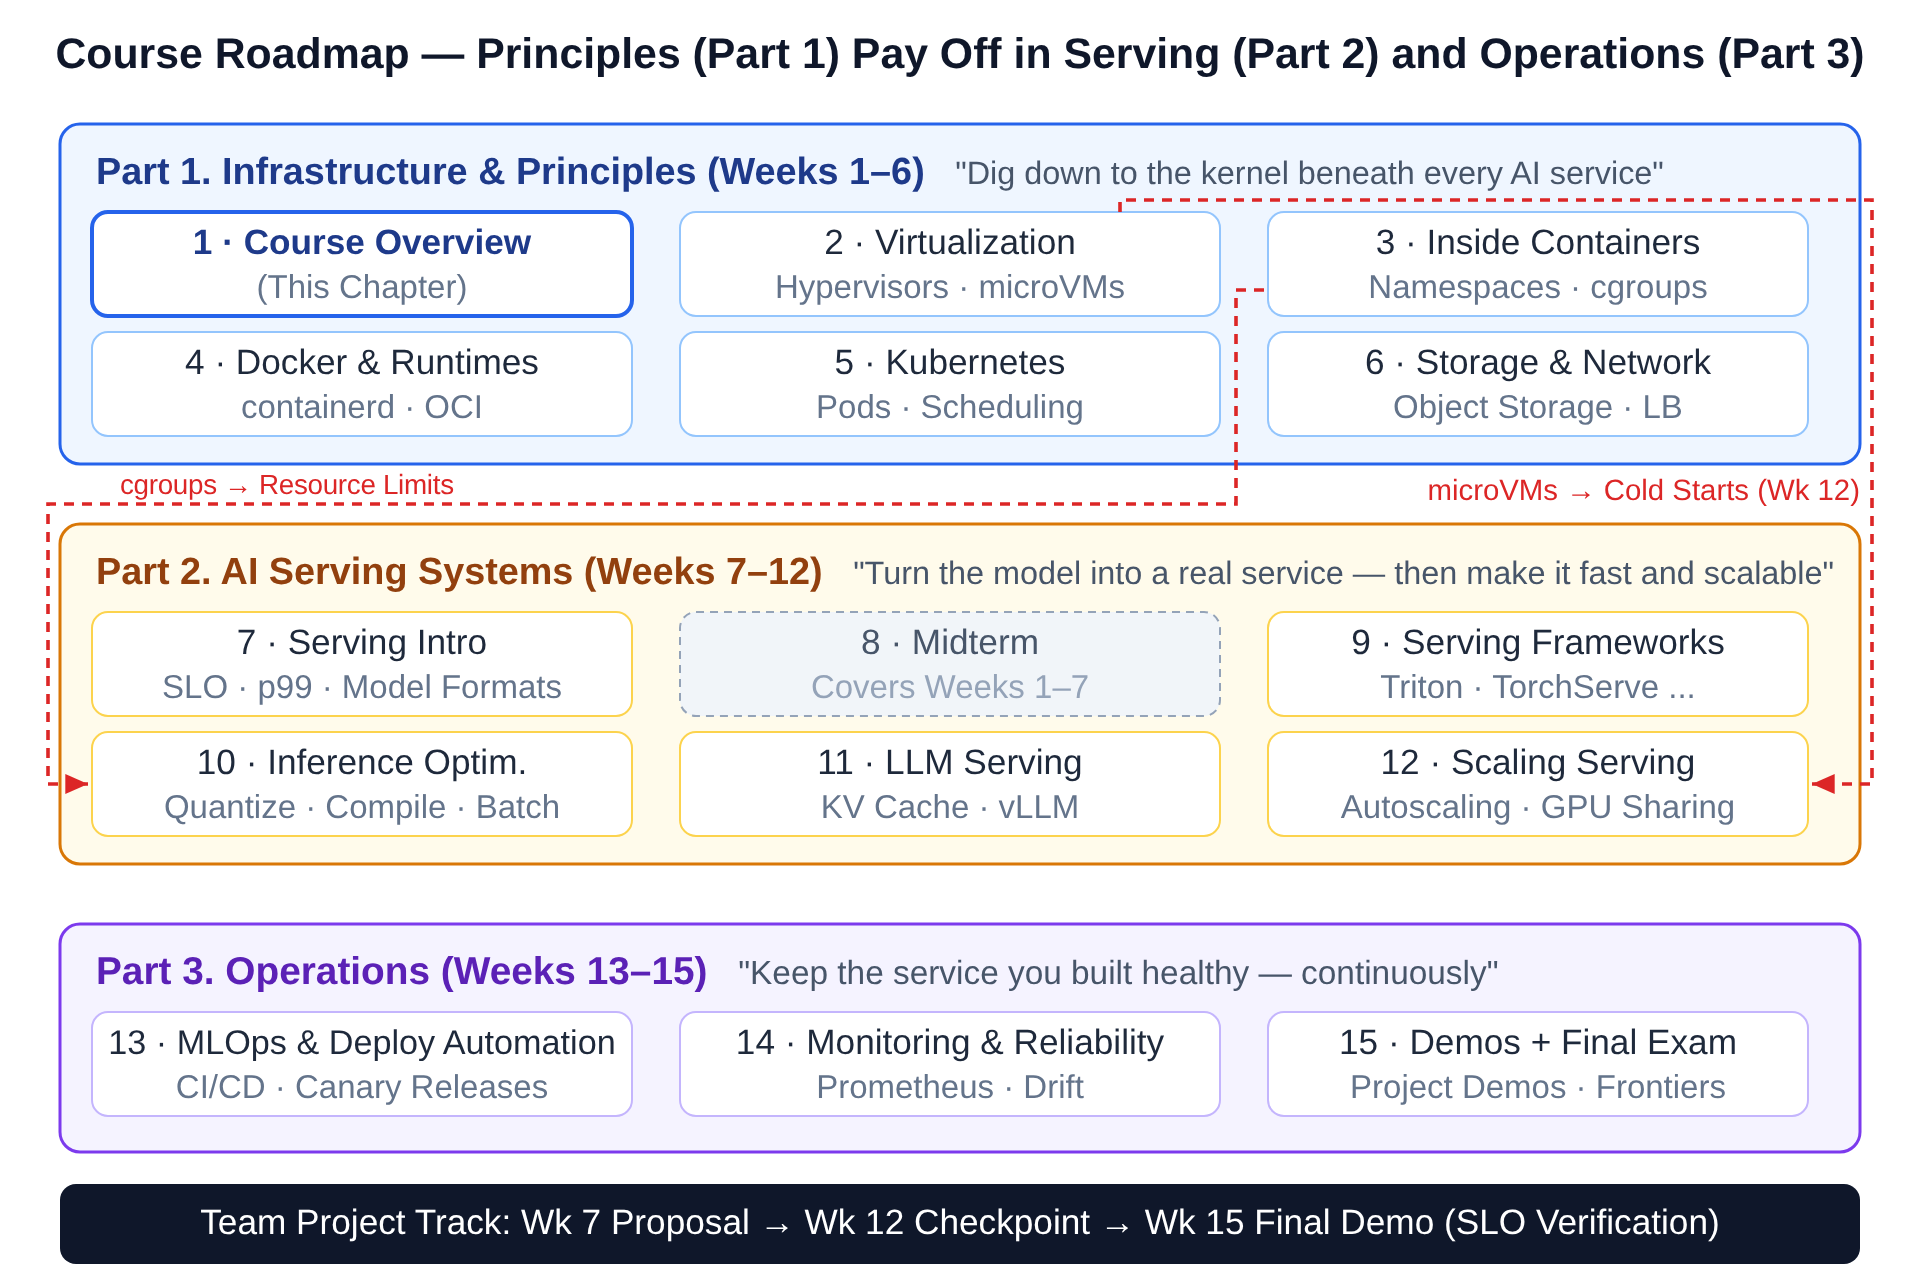 Course Roadmap — Principles (Part 1) Pay Off in Serving (Part 2) and Operations (Part 3)
Part 1. Infrastructure & Principles (Weeks 1–6) "Dig down to the kernel beneath every AI service"
1 · Course Overview
(This Chapter)
2 · Virtualization
Hypervisors · microVMs
3 · Inside Containers
Namespaces · cgroups
4 · Docker & Runtimes
containerd · OCI
5 · Kubernetes
Pods · Scheduling
6 · Storage & Network
Object Storage · LB
cgroups → Resource Limits
microVMs → Cold Starts (Wk 12)
Part 2. AI Serving Systems (Weeks 7–12) "Turn the model into a real service — then make it fast and scalable"
7 · Serving Intro
SLO · p99 · Model Formats
8 · Midterm
Covers Weeks 1–7
9 · Serving Frameworks
Triton · TorchServe ...
10 · Inference Optim.
Quantize · Compile · Batch
11 · LLM Serving
KV Cache · vLLM
12 · Scaling Serving
Autoscaling · GPU Sharing
Part 3. Operations (Weeks 13–15) "Keep the service you built healthy — continuously"
13 · MLOps & Deploy Automation
CI/CD · Canary Releases
14 · Monitoring & Reliability
Prometheus · Drift
15 · Demos + Final Exam
Project Demos · Frontiers
Team Project Track: Wk 7 Proposal → Wk 12 Checkpoint → Wk 15 Final Demo (SLO Verification)